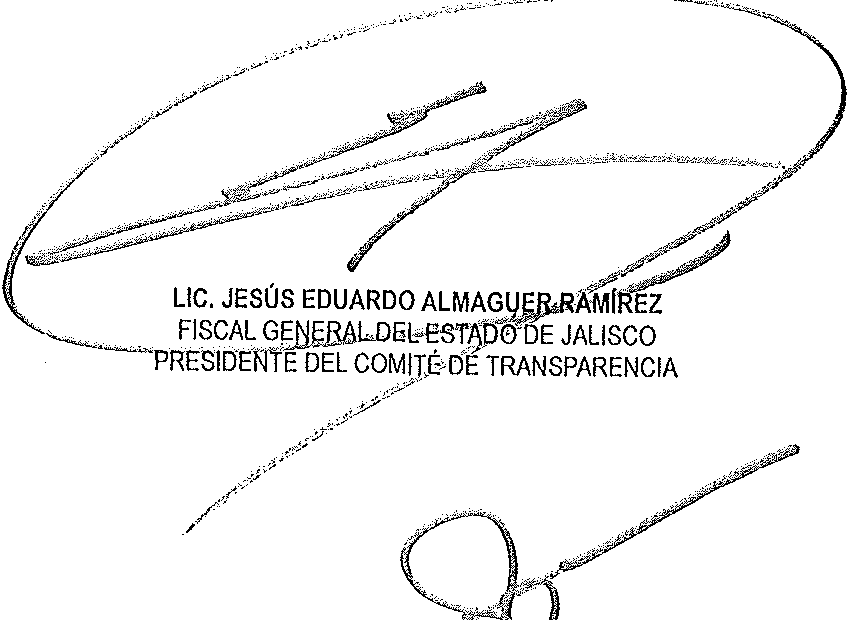 LIC. JESÚS EDUARDO ALMAGUER RAMÍREZ
FISCAL GENERAL DEL ESTADO DE JALISCO
PRESIDENTE DEL COMITÉ DE TRANSPARENCIA